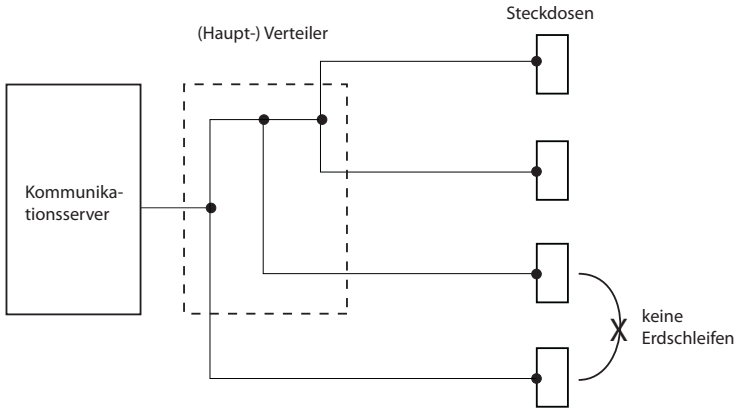 Steckdosen
(Haupt-) Verteiler
Kommunika-
tionsserver
keine
Erdschleifen
X